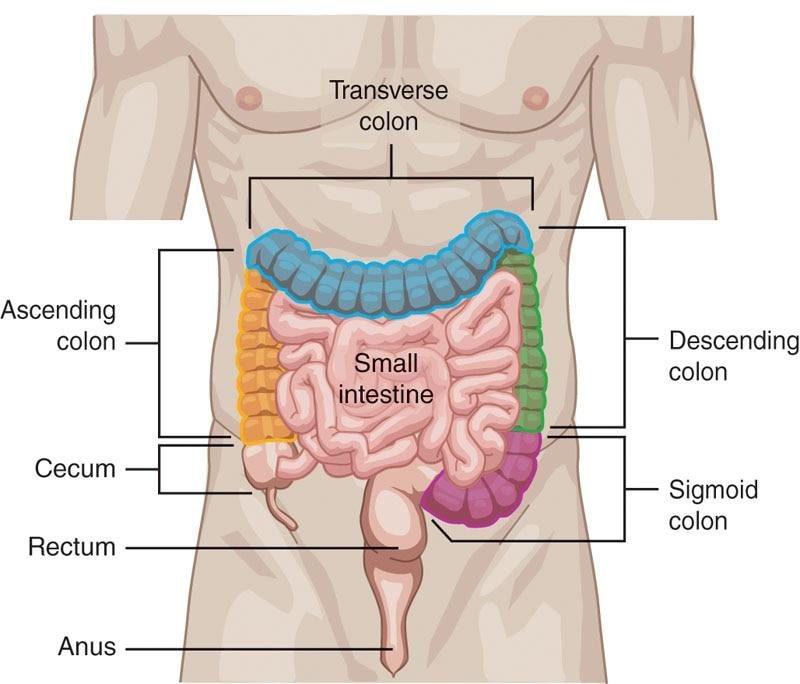 Transverse
colon
Ascending
colon
Small
intestine
Descending
colon
Cecum
Sigmoid
colon
Rectum
Anus